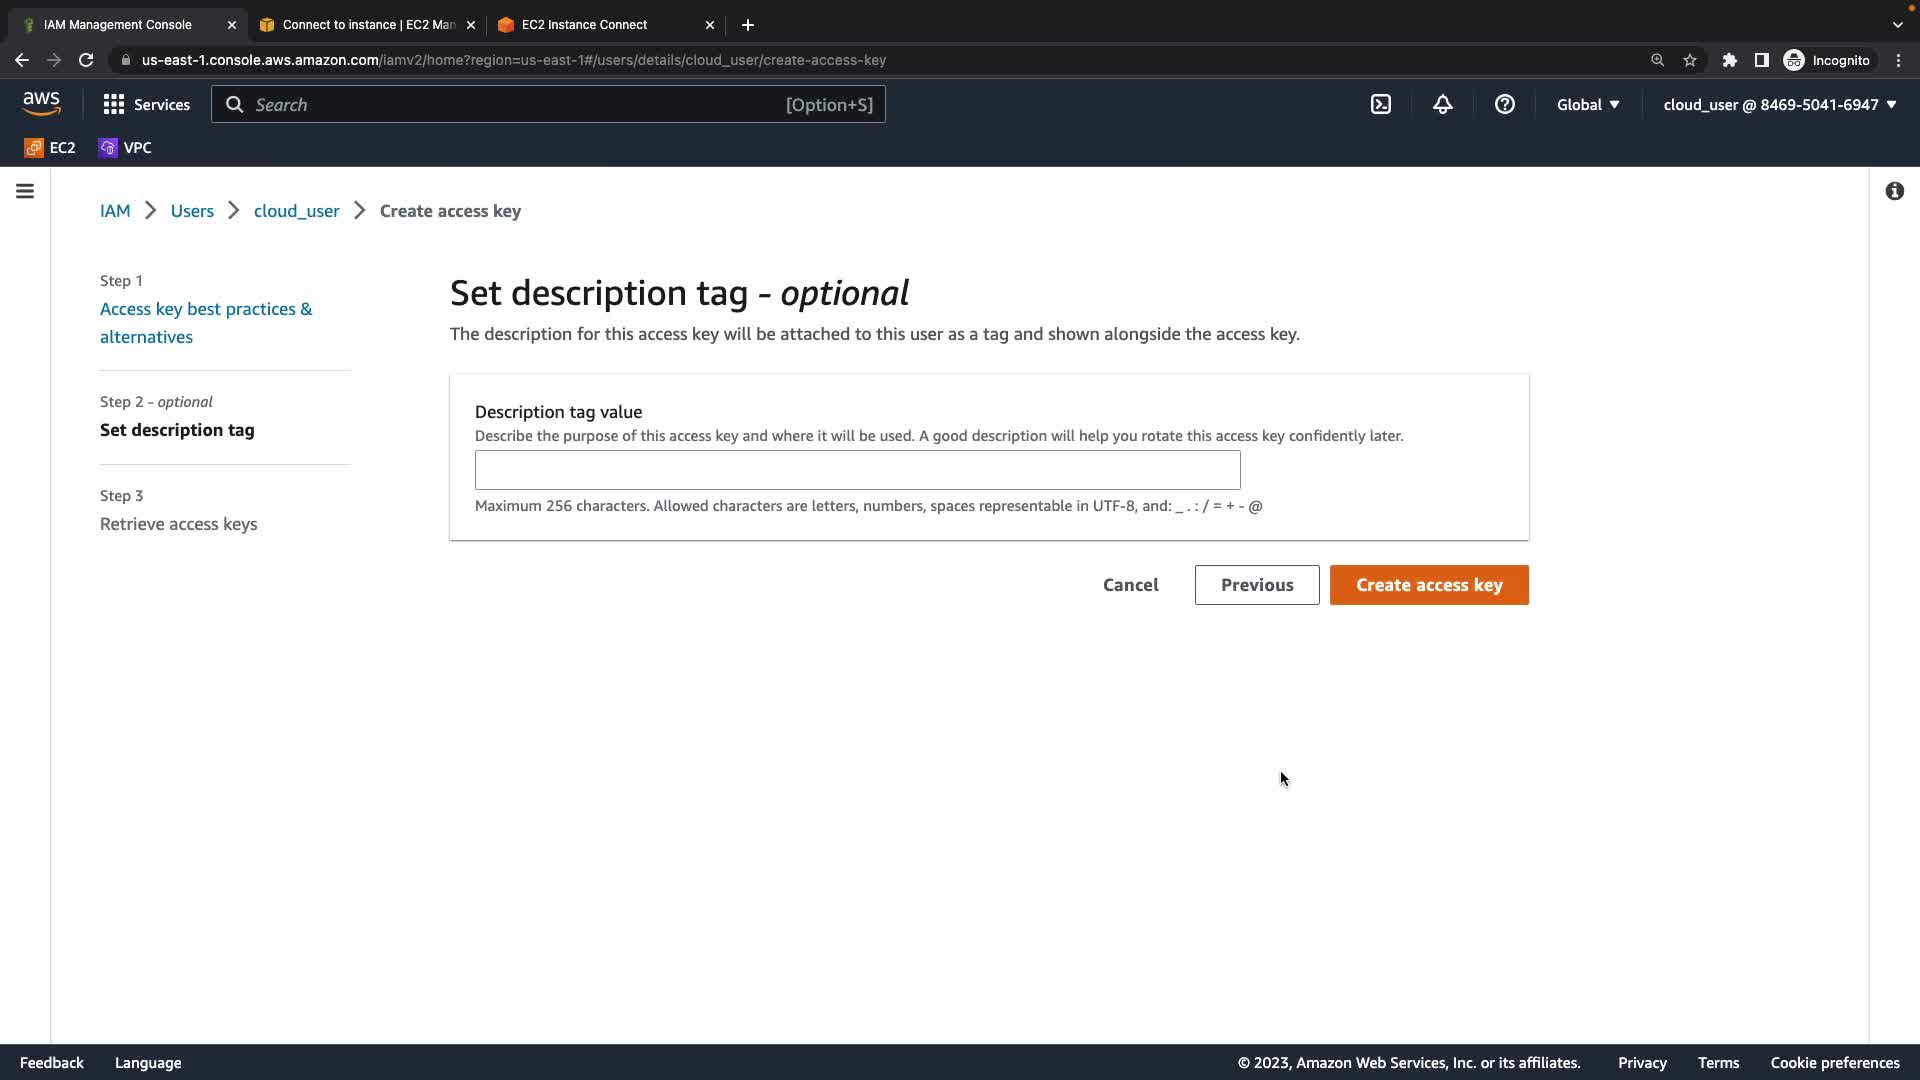 IAM Management Console
Connect to instance | EC2 Man
EC2 Instance Connect
us-east-1.console.aws.amazon.com/iamv2/home?region=us-east-1#/users/details/cloud_user/create-access-key
Incognito
aws
Services
Search
[Option+S]
Global
cloud_user @ 8469-5041-6947
EC2
VPC
IAM
Users
cloud_user
Create access key
Step 1
Access key best practices &
alternatives
Step 2 - optional
Set description tag
Step 3
Retrieve access keys
Set description tag - optional
The description for this access key will be attached to this user as a tag and shown alongside the access key.
Description tag value
Describe the purpose of this access key and where it will be used. A good description will help you rotate this access key confidently later.
Maximum 256 characters. Allowed characters are letters, numbers, spaces representable in UTF-8, and: _ . : / = + - @
Cancel
Previous
Create access key
Feedback
Language
© 2023, Amazon Web Services, Inc. or its affiliates.
Privacy
Terms
Cookie preferences